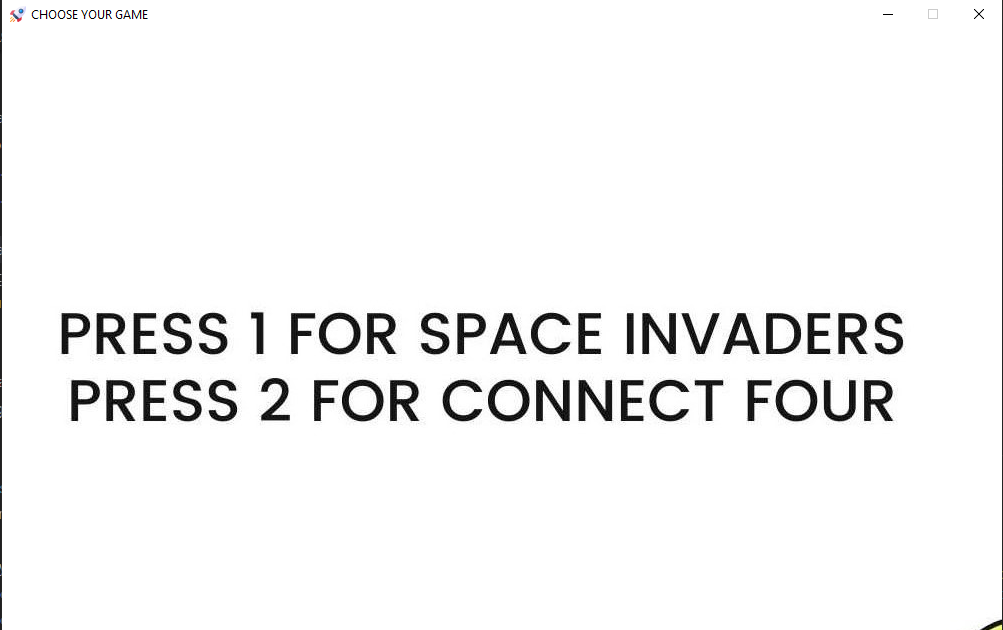 CHOOSE YOUR GAME
PRESS 1 FOR SPACE INVADERS
PRESS 2 FOR CONNECT FOUR